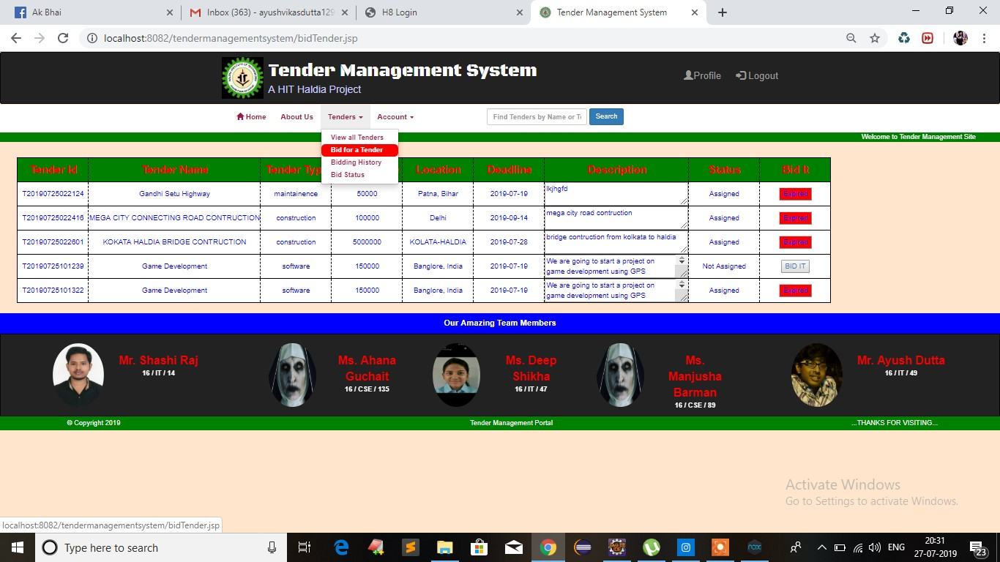 Ak Bhai
Inbox (363) - ayushvikasdutta129
H8 Login
Tender Management System
localhost:8082/tendermanagementsystem/bidTender.jsp
Tender Management System
A HIT Haldia Project
Profile
Logout
Home
About Us
Tenders
Account
Find Tenders by Name or T
Search
Welcome to Tender Management Site
View all Tenders
Bid for a Tender
Bidding History
Bid Status
Tender Id Tender Name Tender Typ Location Deadline Description Status Bid It
T20190725022124 Gandhi Setu Highway maintainence 50000 Patna, Bihar 2019-07-19 lkjhgfd Assigned Expired
T20190725022416 MEGA CITY CONNECTING ROAD CONTRUCTION construction 100000 Delhi 2019-09-14 mega city road contruction Assigned Expired
T20190725022601 KOKATA HALDIA BRIDGE CONTRUCTION construction 5000000 KOLATA-HALDIA 2019-07-28 bridge contruction from kolkata to haldia Assigned Expired
T20190725101239 Game Development software 150000 Banglore, India 2019-07-19 We are going to start a project on Not Assigned BID IT
game development using GPS
T20190725101322 Game Development software 150000 Banglore, India 2019-07-19 We are going to start a project on Assigned Expired
game development using GPS
Our Amazing Team Members
Mr. Shashi Raj
16 / IT / 14
Ms. Ahana
Guchait
16 / CSE / 135
Ms. Deep
Shikha
16 / IT / 47
Ms.
Manjusha
Barman
16 / CSE / 89
Mr. Ayush Dutta
16 / IT / 49
© Copyright 2019
Tender Management Portal
...THANKS FOR VISITING...
Activate Windows
Go to Settings to activate Windows.
localhost:8082/tendermanagementsystem/bidTender.jsp
Type here to search
ENG
20:31
27-07-2019
23